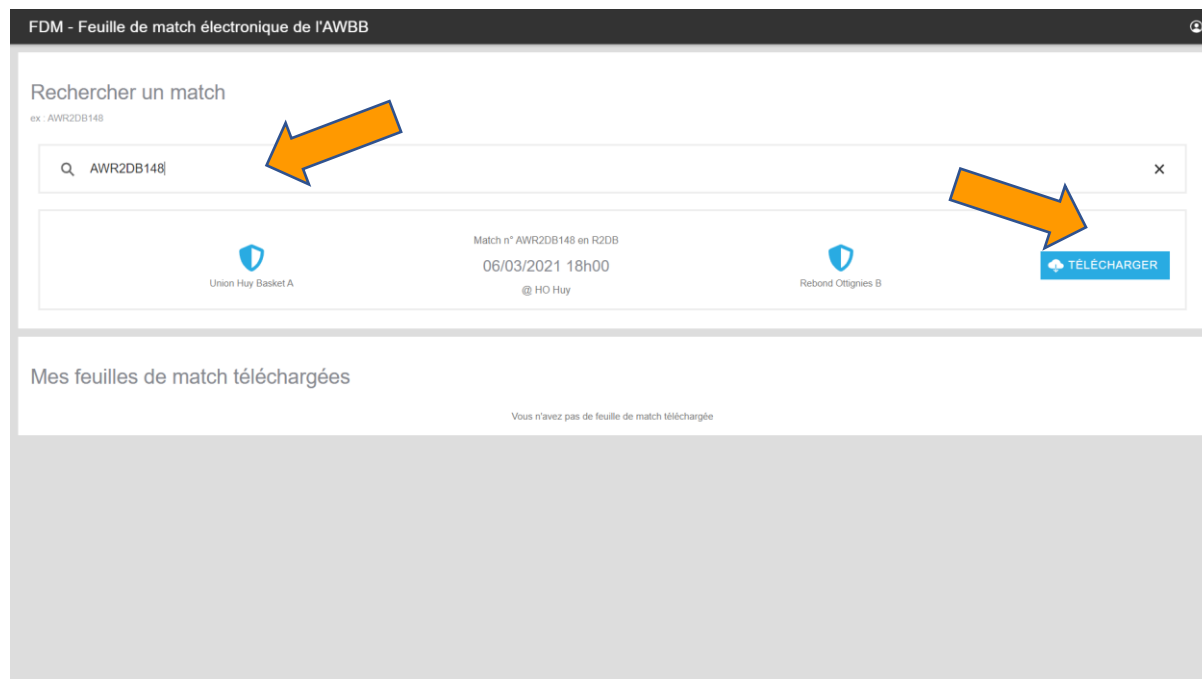 FDM - Feuille de match électronique de l'AWBB
Rechercher un match
ex : AWR2DB148
AWR2DB148
Match n° AWR2DB148 en R2DB
06/03/2021 18h00
@ HO Huy
Union Huy Basket A
Rebond Ottignies B
TÉLÉCHARGER
Mes feuilles de match téléchargées
Vous n'avez pas de feuille de match téléchargée